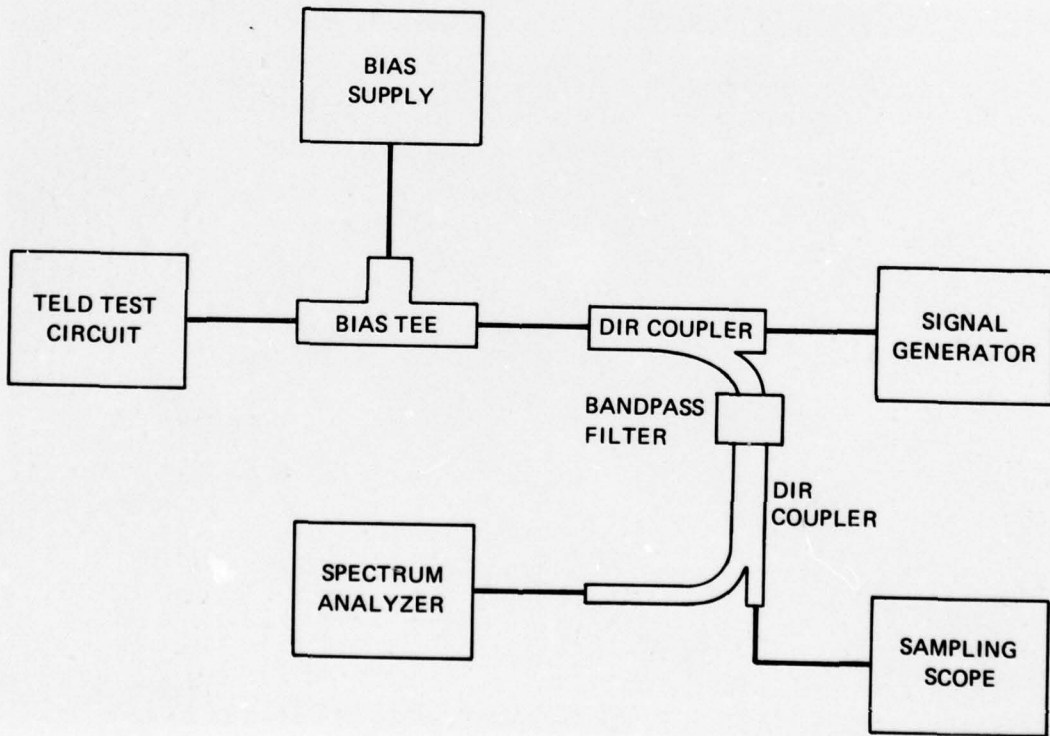 BIAS
SUPPLY
TELD TEST
CIRCUIT
BIAS TEE
DIR COUPLER
SIGNAL
GENERATOR
BANDPASS
FILTER
DIR
COUPLER
SPECTRUM
ANALYZER
SAMPLING
SCOPE